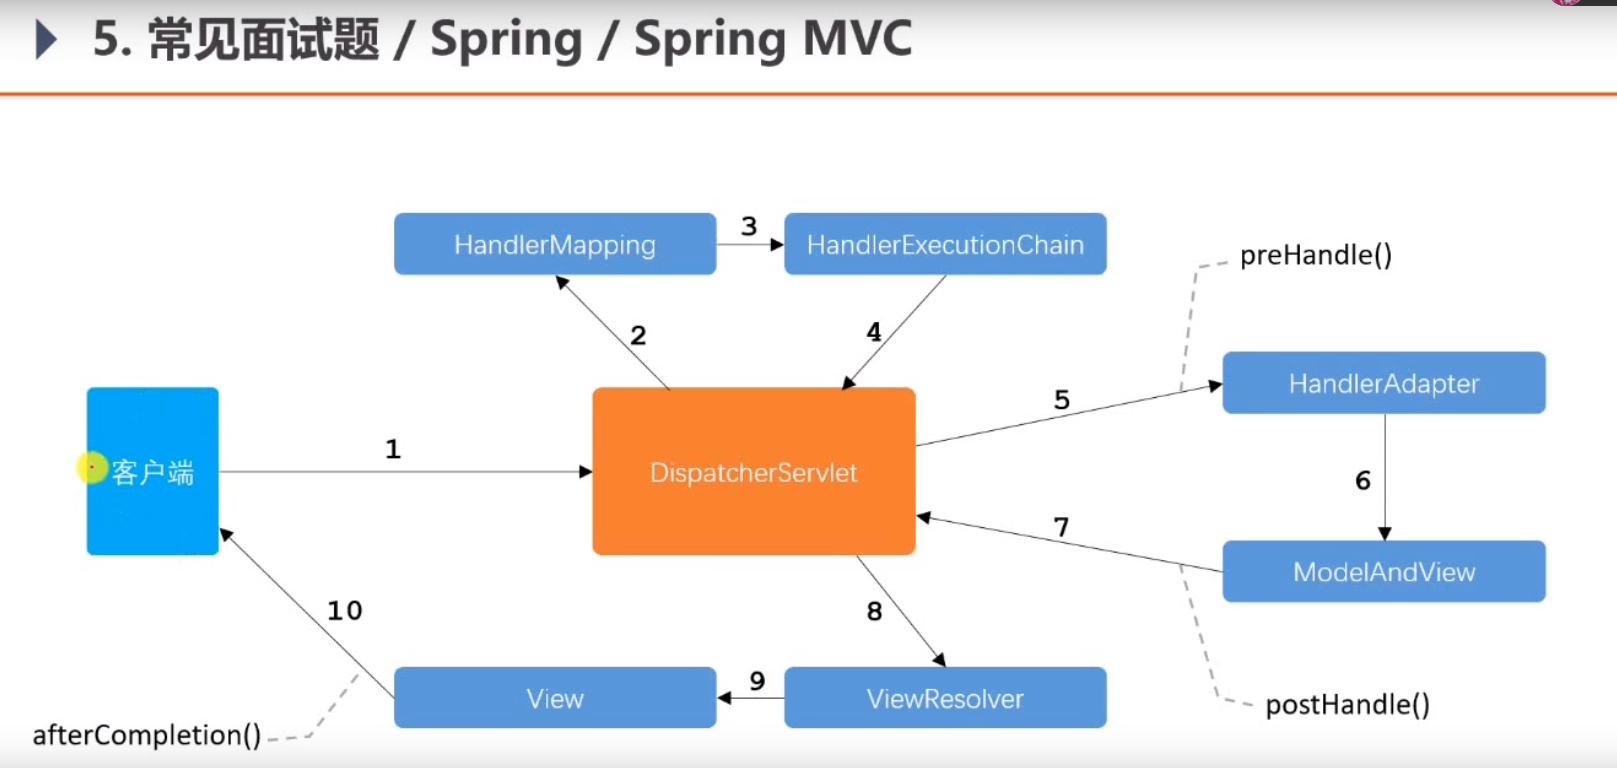 5. 常见面试题 / Spring / Spring MVC
HandlerMapping
3
HandlerExecutionChain
preHandle()
2
4
HandlerAdapter
5
1
客户端
DispatcherServlet
6
7
ModelAndView
10
8
View
9
ViewResolver
postHandle()
afterCompletion()